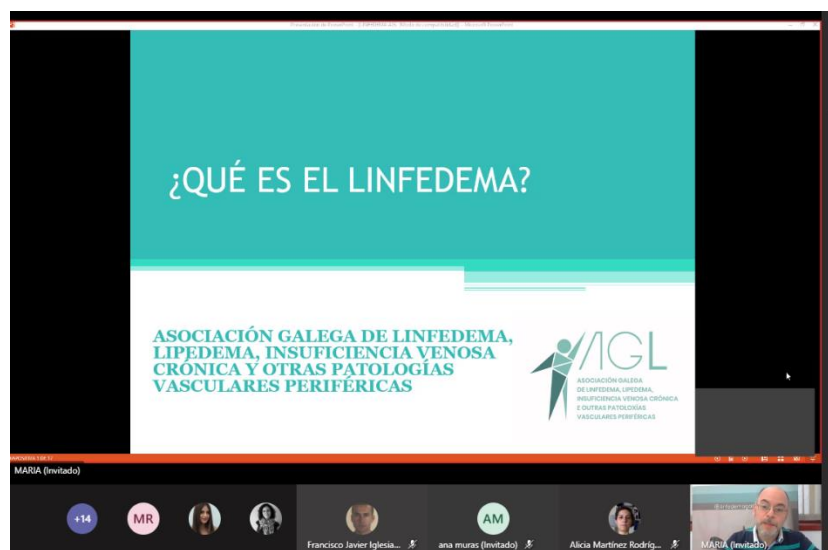 ¿QUÉ ES EL LINFEDEMA?
ASOCIACIÓN GALEGA DE LINFEDEMA,
LIPEDEMA, INSUFICIENCIA VENOSA
CRÓNICA Y OTRAS PATOLOGÍAS
VASCULARES PERIFÉRICAS
AGL
ASOCIACIÓN GALEGA
DE LINFEDEMA, LIPEDEMA,
INSUFICIENCIA VENOSA CRÓNICA
E OUTRAS PATOLOXÍAS
VASCULARES PERIFÉRICAS
MARIA (Invitado)
+14
MR
AM
Francisco Javier Iglesia...
ana muras (Invitado)
Alicia Martínez Rodríg...
MARIA (Invitado)